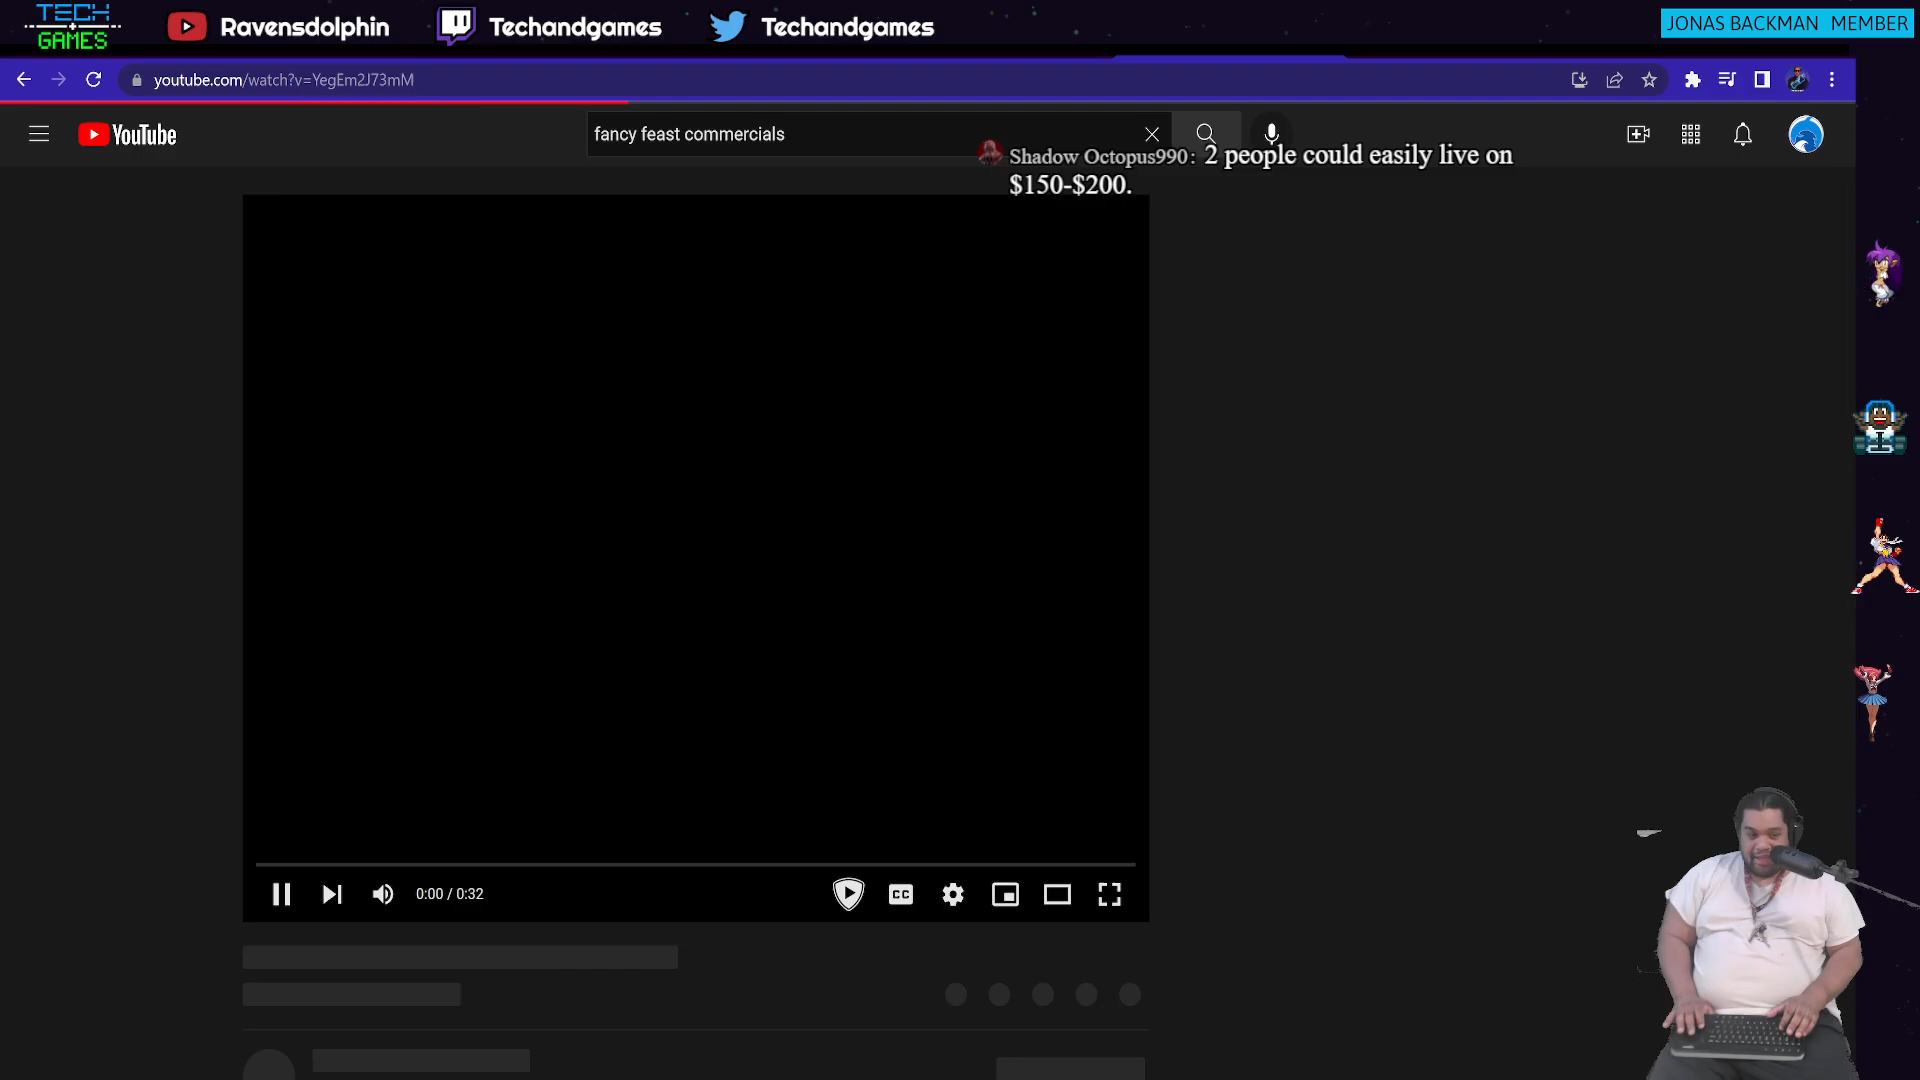 TECH
+
GAMES
Ravensdolphin
Techandgames
Techandgames
JONAS BACKMAN MEMBER
youtube.com/watch?v=YegEm2J73mM
YouTube
fancy feast commercials
Shadow Octopus990: 2 people could easily live on
$150-$200.
0:00 / 0:32
CC